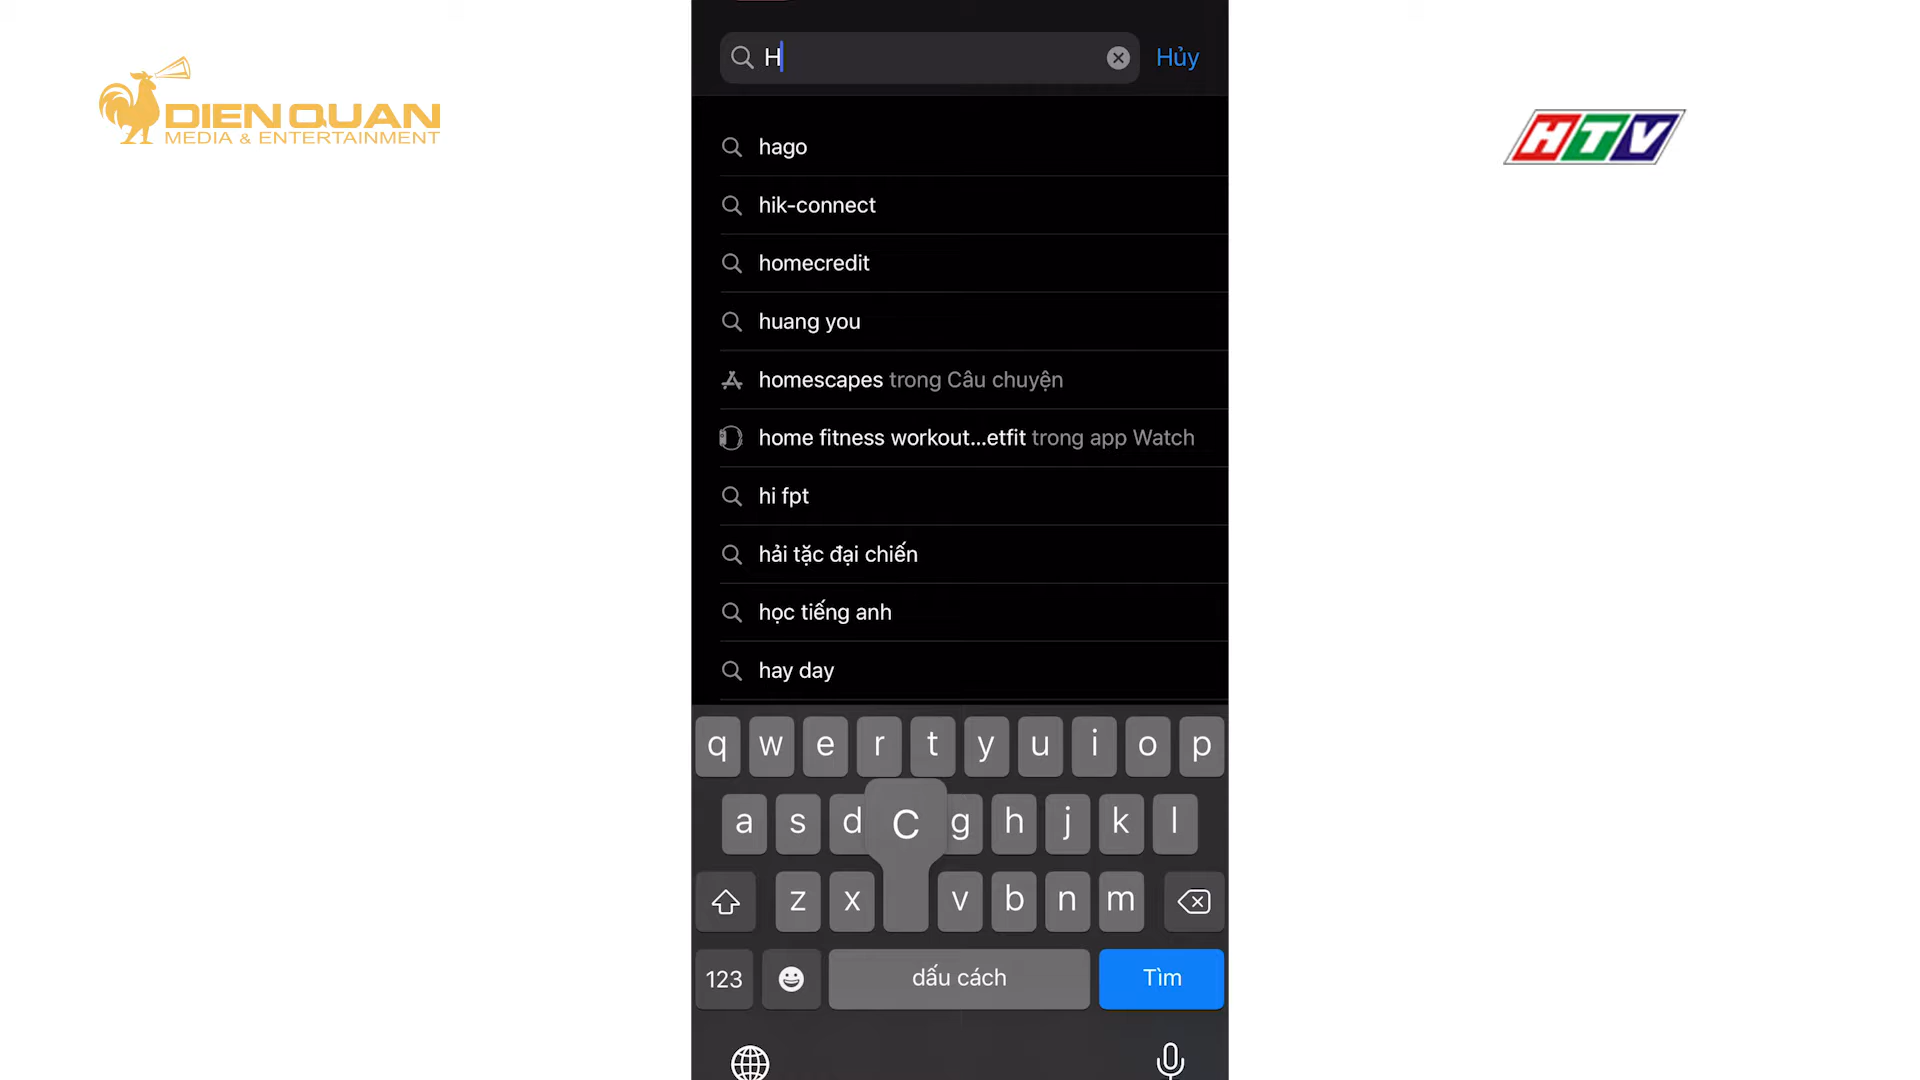 H
Hủy
DIEN QUAN
MEDIA & ENTERTAINMENT
HTV
hago
hik-connect
homecredit
huang you
homescapes trong Câu chuyện
home fitness workout...etfit trong app Watch
hi fpt
hải tặc đại chiến
học tiếng anh
hay day
q w e r t y u i o p
a s d C g h j k l
z x v b n m
123 dấu cách Tìm